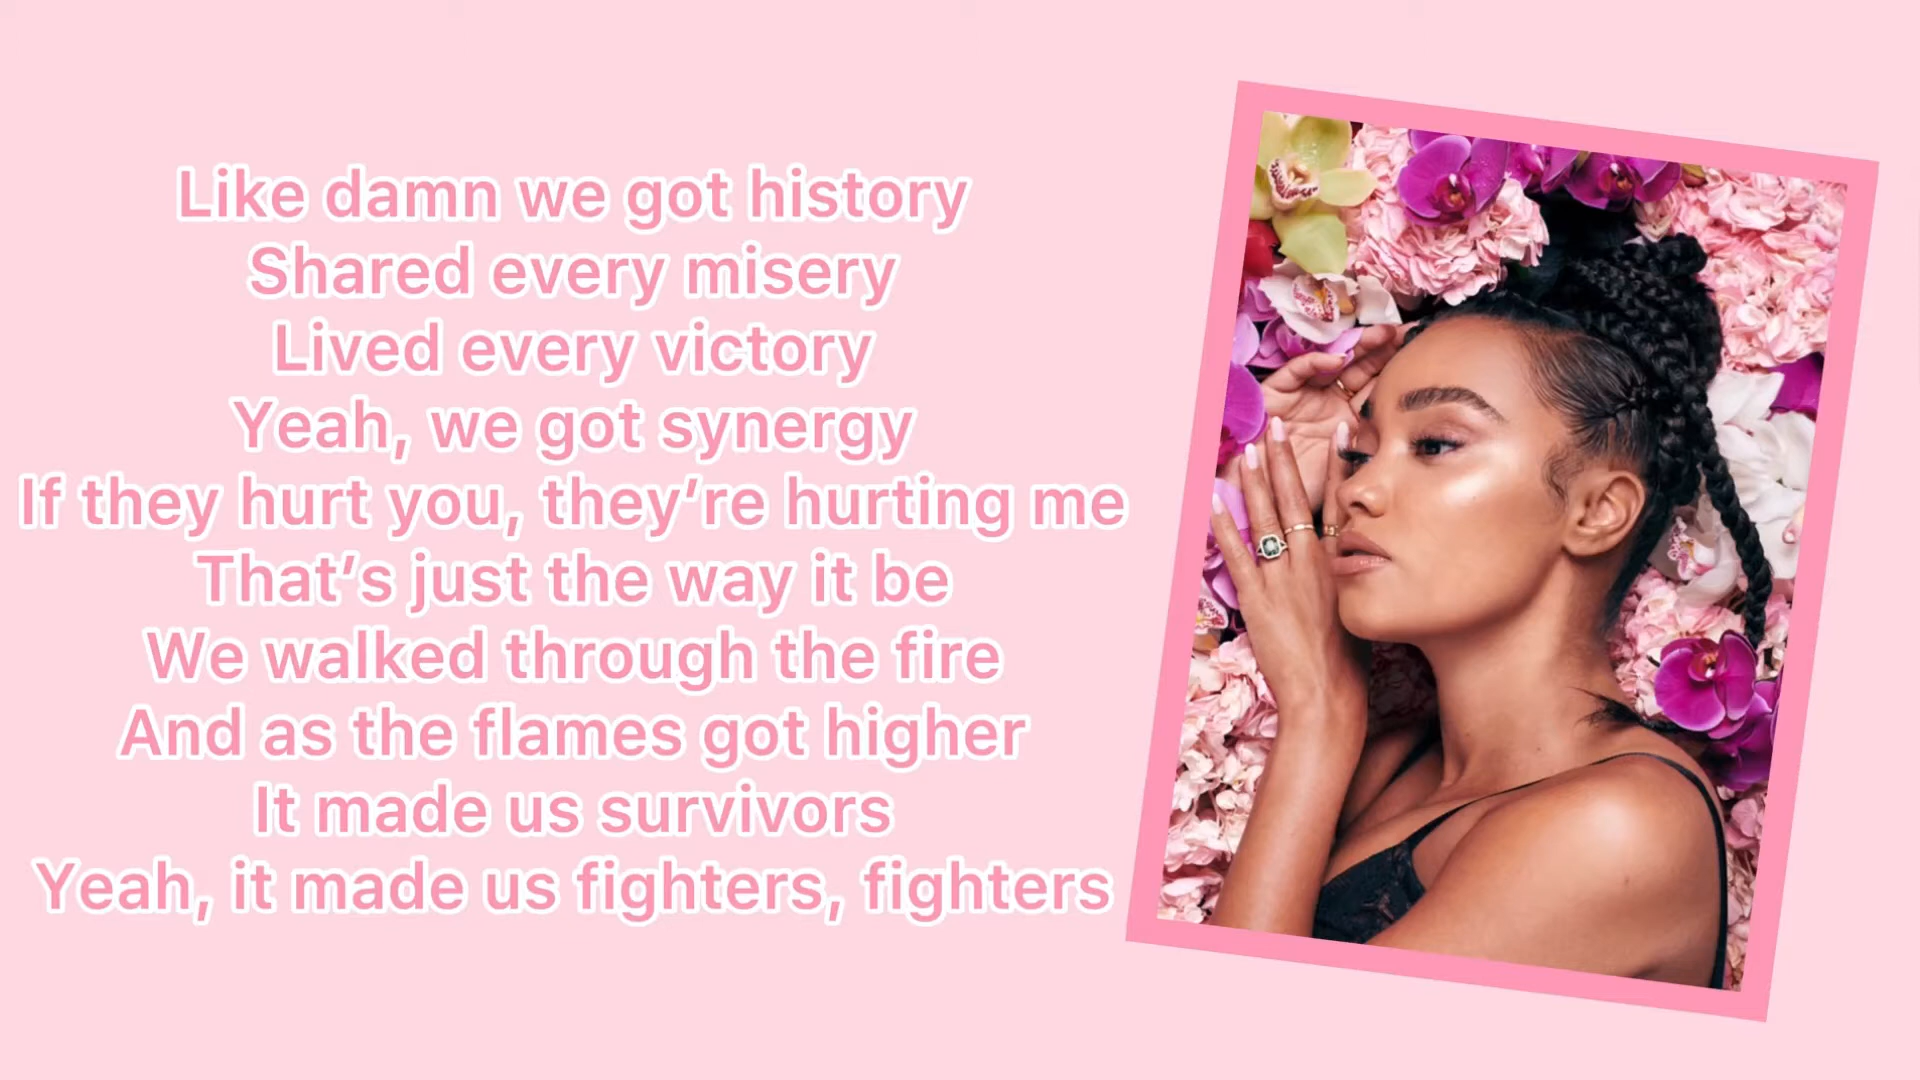 Like damn we got history
Shared every misery
Lived every victory
Yeah, we got synergy
If they hurt you, they’re hurting me
That’s just the way it be
We walked through the fire
And as the flames got higher
It made us survivors
Yeah, it made us fighters, fighters